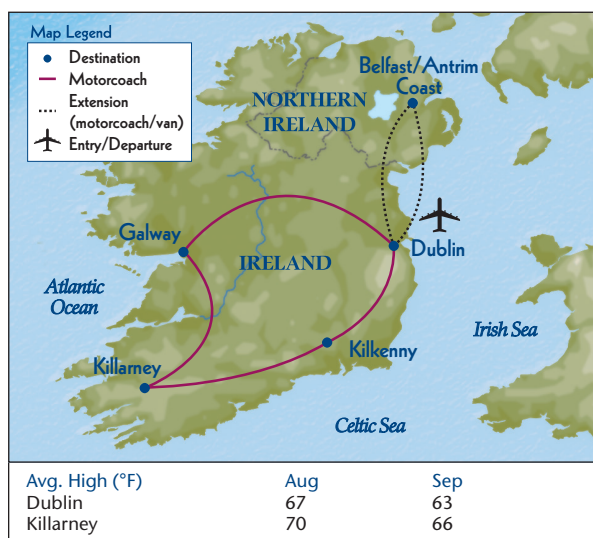 Map Legend
Destination
Motorcoach
Extension
(motorcoach/van)
Entry/Departure
Belfast/Antrim
Coast
NORTHERN
IRELAND
Galway
Dublin
IRELAND
Atlantic
Ocean
Irish Sea
Kilkenny
Killarney
Celtic Sea
Avg. High (°F) Aug Sep
Dublin 67 63
Killarney 70 66